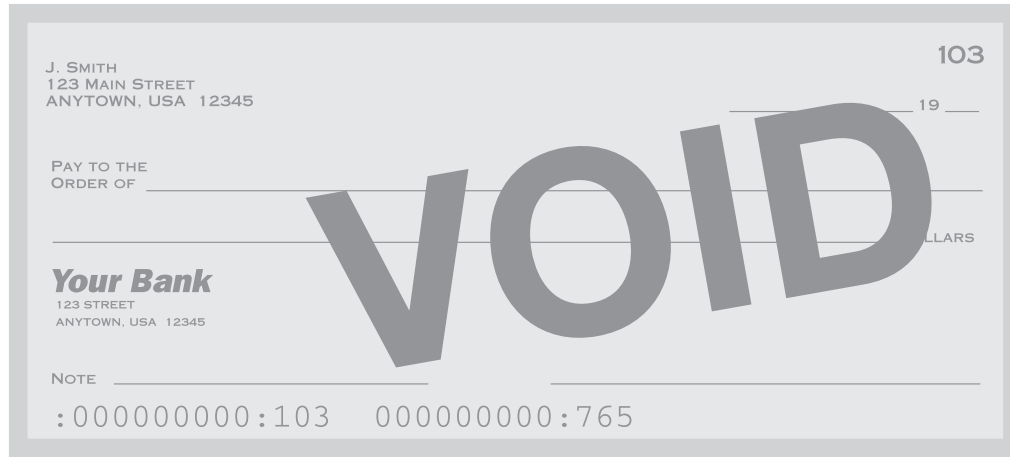 103
J. Smith
123 Main Street
ANYTOWN, USA 12345
19
Pay to the
Order of
VOID
LLARS
Your Bank
123 STREET
ANYTOWN, USA 12345
Note
:000000000:103 000000000:765